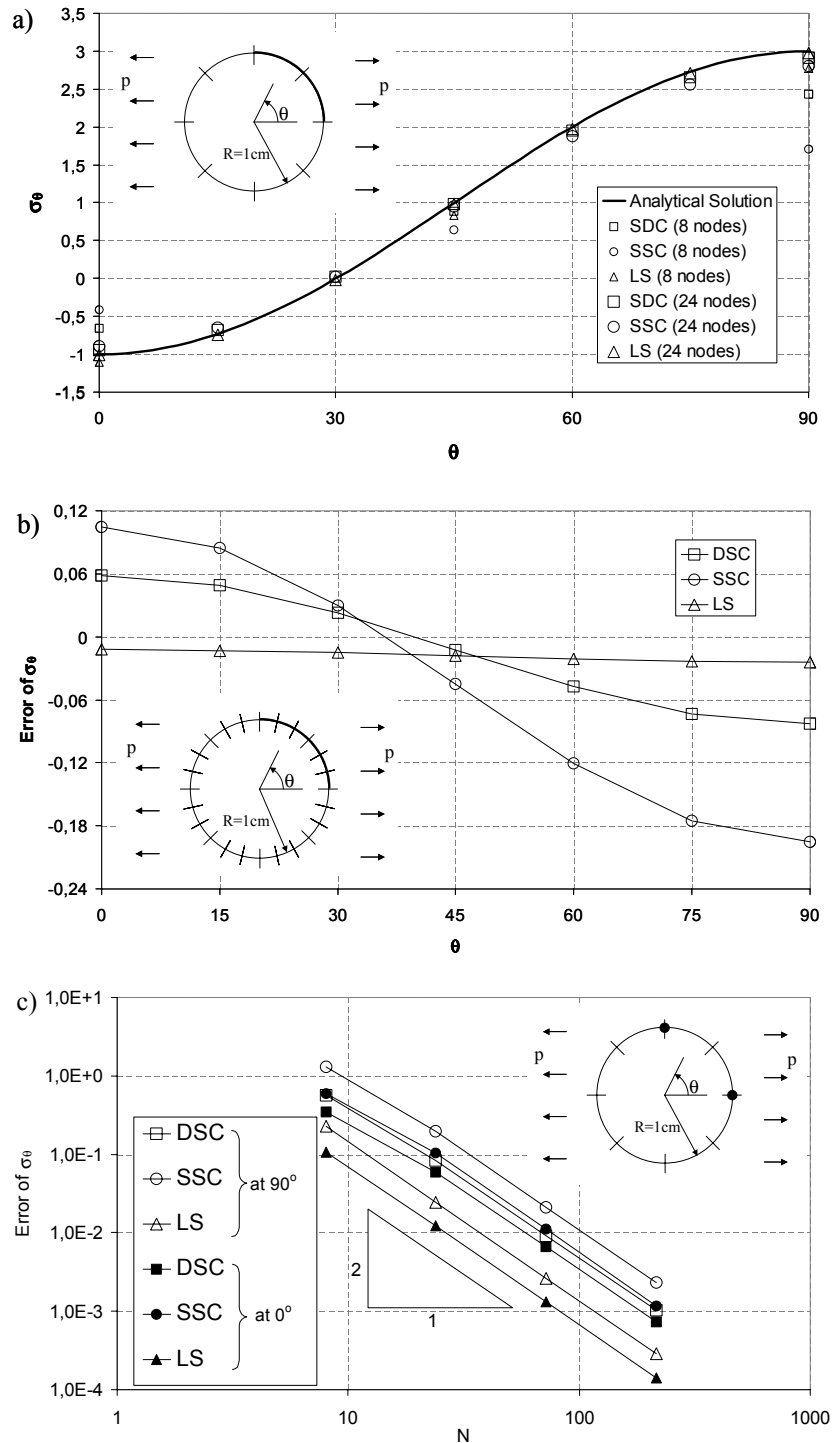 a)
3,5
3
2,5
2
1,5
1
0,5
0
-0,5
-1
-1,5
σθ
p
p
θ
R=1cm
Analytical Solution
SDC (8 nodes)
SSC (8 nodes)
LS (8 nodes)
SDC (24 nodes)
SSC (24 nodes)
LS (24 nodes)
0
30
60
90
θ
b)
0,12
0,06
0
-0.06
-0.12
-0.18
-0,24
Error of σθ
DSC
SSC
LS
p
p
θ
R=1cm
0
15
30
45
60
75
90
θ
c)
1,0E+1
1,0E+0
1,0E-1
1,0E-2
1,0E-3
1,0E-4
Error of σθ
p
p
θ
R=1cm
DSC
SSC at 90°
LS
DSC
SSC at 0°
LS
2
1
1
10
100
1000
N